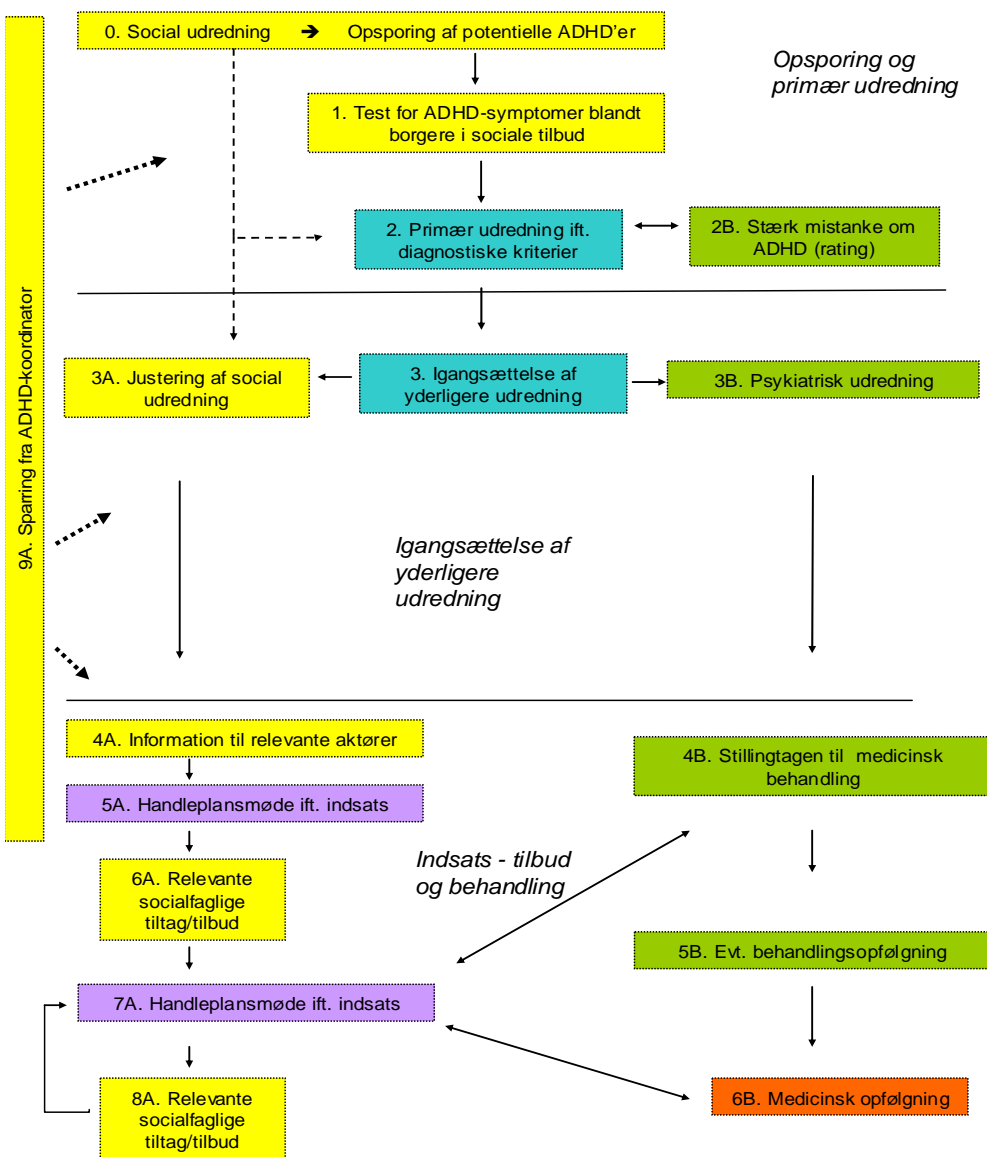 0. Social udredning ➔ Opsporing af potentielle ADHD'er
Opsporing og
primær udredning
1. Test for ADHD-symptomer blandt
borgere i sociale tilbud
2. Primær udredning ift.
diagnostiske kriterier
2B. Stærk mistanke om
ADHD (rating)
9A. Sparring fra ADHD-koordinator
3A. Justering af social
udredning
3. Igangsættelse af
yderligere udredning
3B. Psykiatrisk udredning
Igangsættelse af
yderligere
udredning
4A. Information til relevante aktører
4B. Stillingtagen til medicinsk
behandling
5A. Handleplansmøde ift. indsats
Indsats - tilbud
og behandling
6A. Relevante
socialfaglige
tiltag/tilbud
5B. Evt. behandlingsopfølgning
7A. Handleplansmøde ift. indsats
8A. Relevante
socialfaglige
tiltag/tilbud
6B. Medicinsk opfølgning